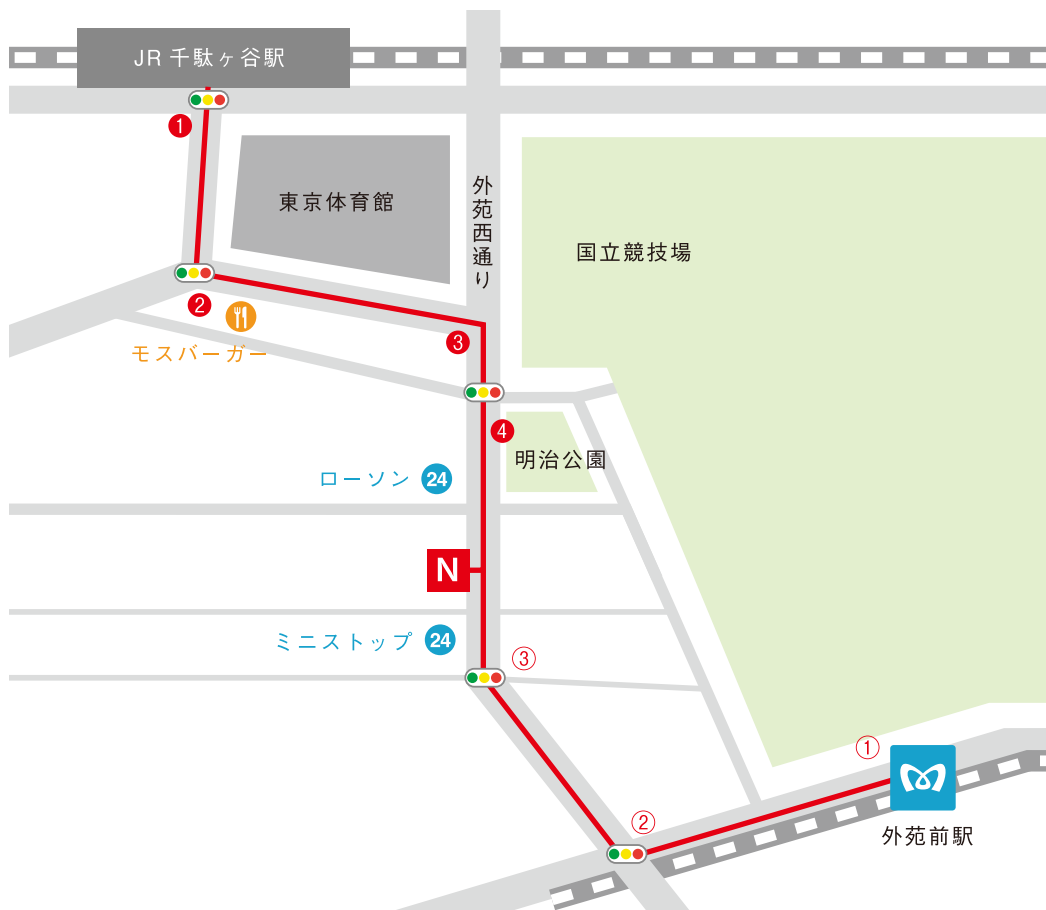 JR 千駄ヶ谷駅
1
東京体育館
外苑西通り
国立競技場
2
モスバーガー
3
4
明治公園
ローソン 24
N
ミニストップ 24
③
①
②
外苑前駅